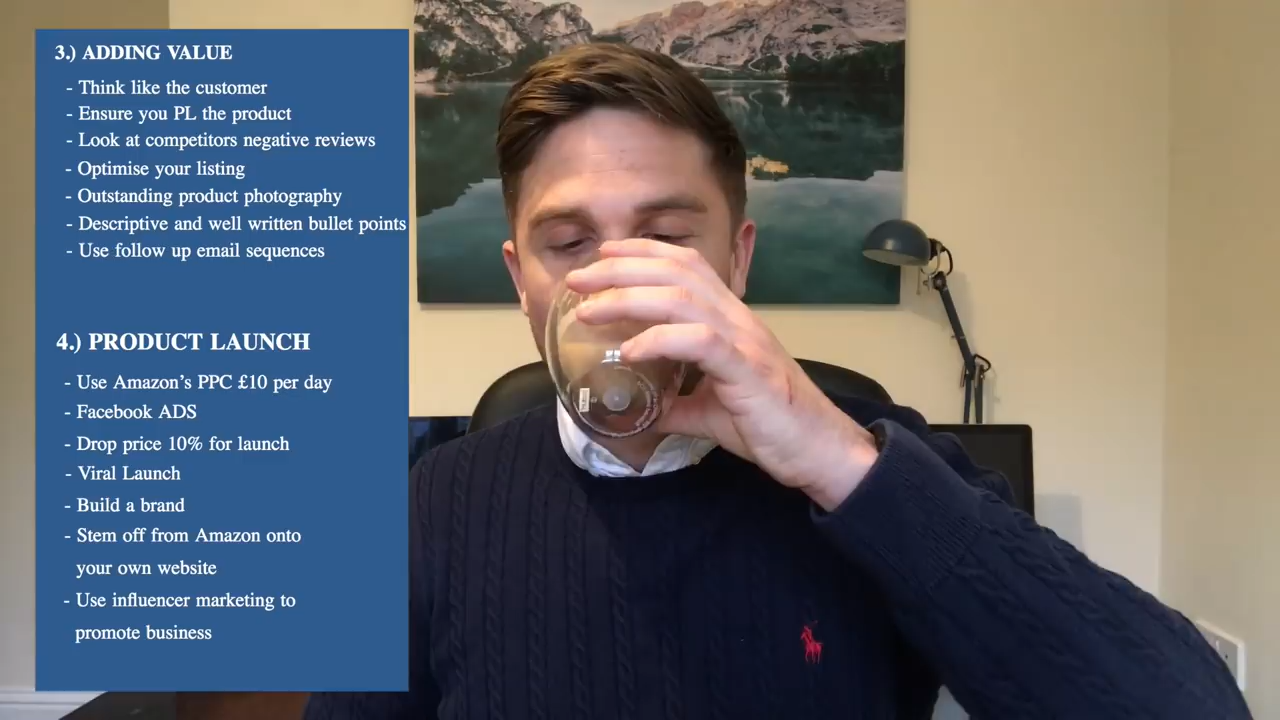 3.) ADDING VALUE
- Think like the customer
- Ensure you PL the product
- Look at competitors negative reviews
- Optimise your listing
- Outstanding product photography
- Descriptive and well written bullet points
- Use follow up email sequences
4.) PRODUCT LAUNCH
- Use Amazon’s PPC £10 per day
- Facebook ADS
- Drop price 10% for launch
- Viral Launch
- Build a brand
- Stem off from Amazon onto
your own website
- Use influencer marketing to
promote business